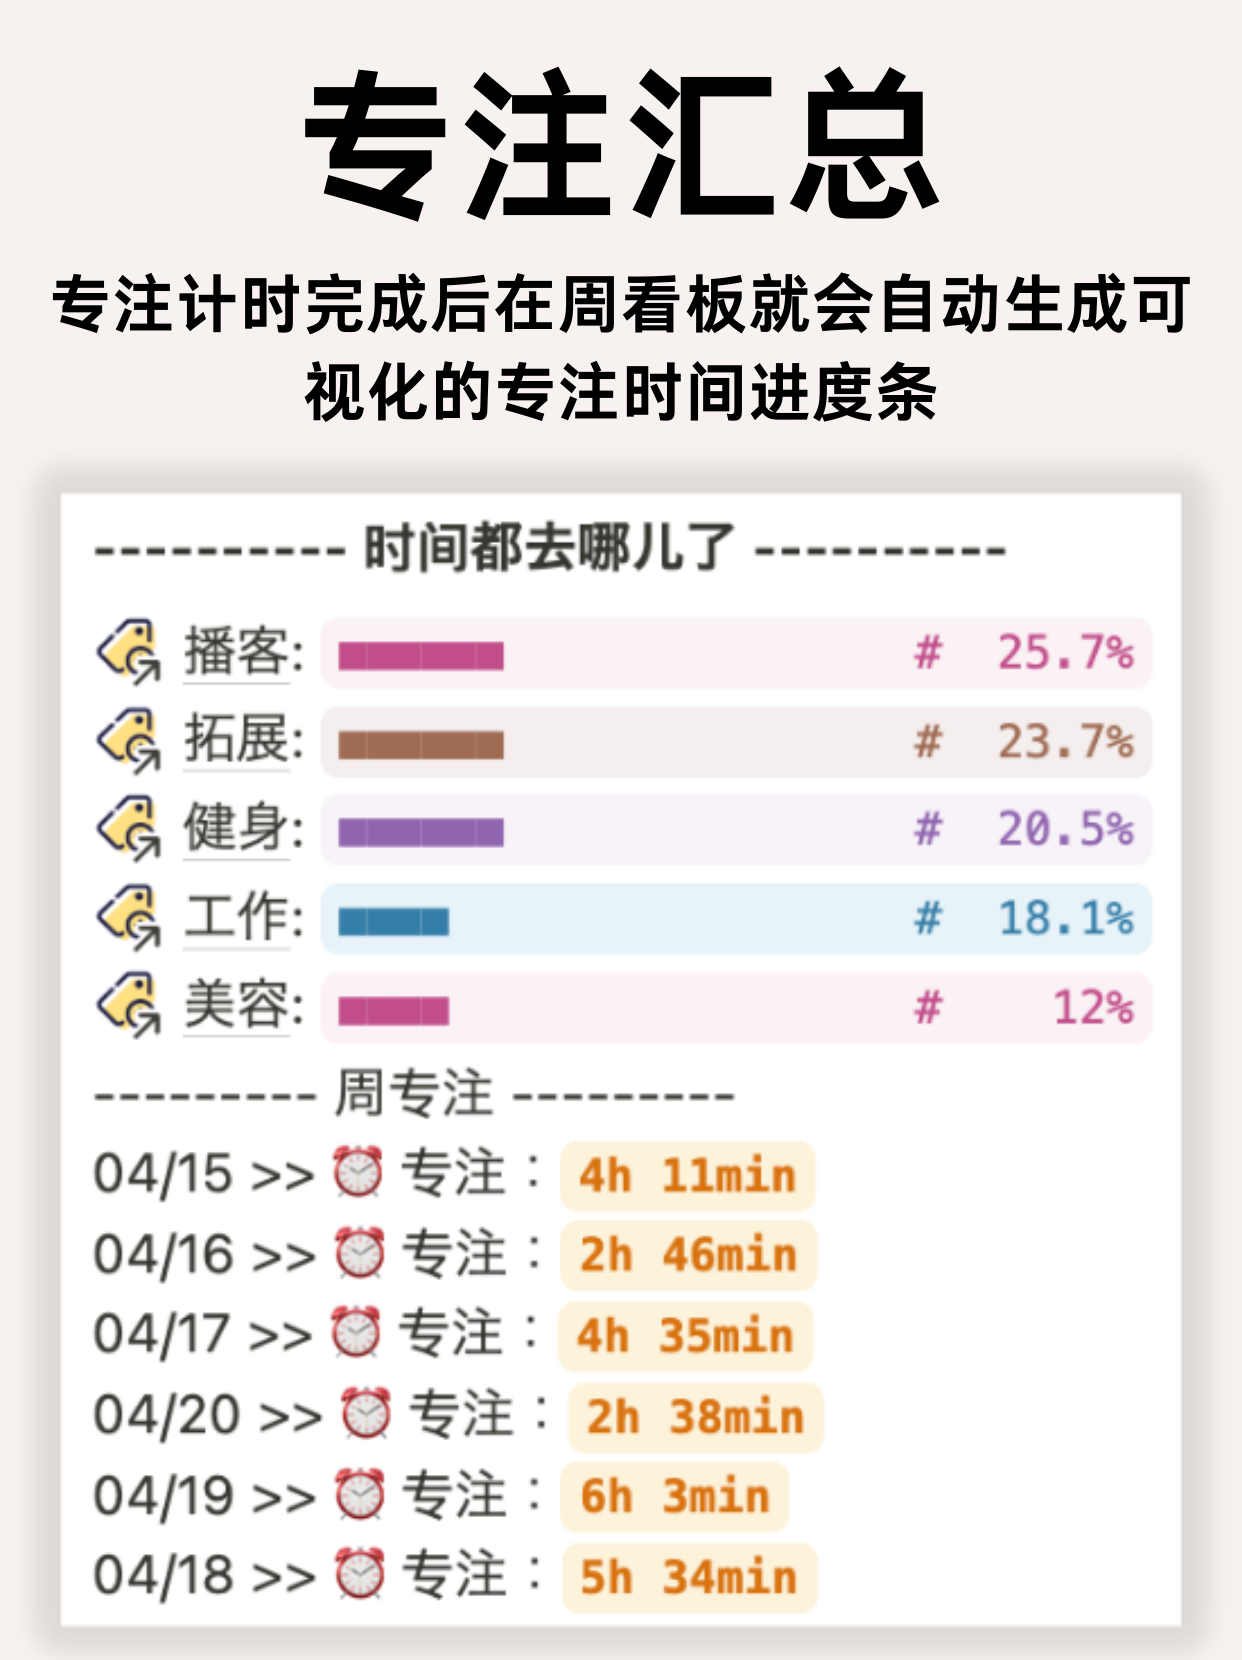 专注汇总
专注计时完成后在周看板就会自动生成可
视化的专注时间进度条
---------- 时间都去哪儿了 ----------
播客: # 25.7%
拓展: # 23.7%
健身: # 20.5%
工作: # 18.1%
美容: # 12%
--------- 周专注 ---------
04/15 >> ⏰ 专注：4h 11min
04/16 >> ⏰ 专注：2h 46min
04/17 >> ⏰ 专注：4h 35min
04/20 >> ⏰ 专注：2h 38min
04/19 >> ⏰ 专注：6h 3min
04/18 >> ⏰ 专注：5h 34min